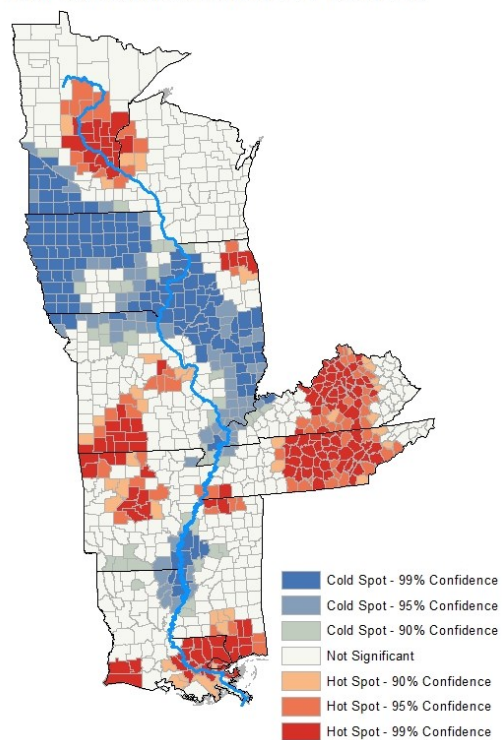 Cold Spot - 99% Confidence
Cold Spot - 95% Confidence
Cold Spot - 90% Confidence
Not Significant
Hot Spot - 90% Confidence
Hot Spot - 95% Confidence
Hot Spot - 99% Confidence